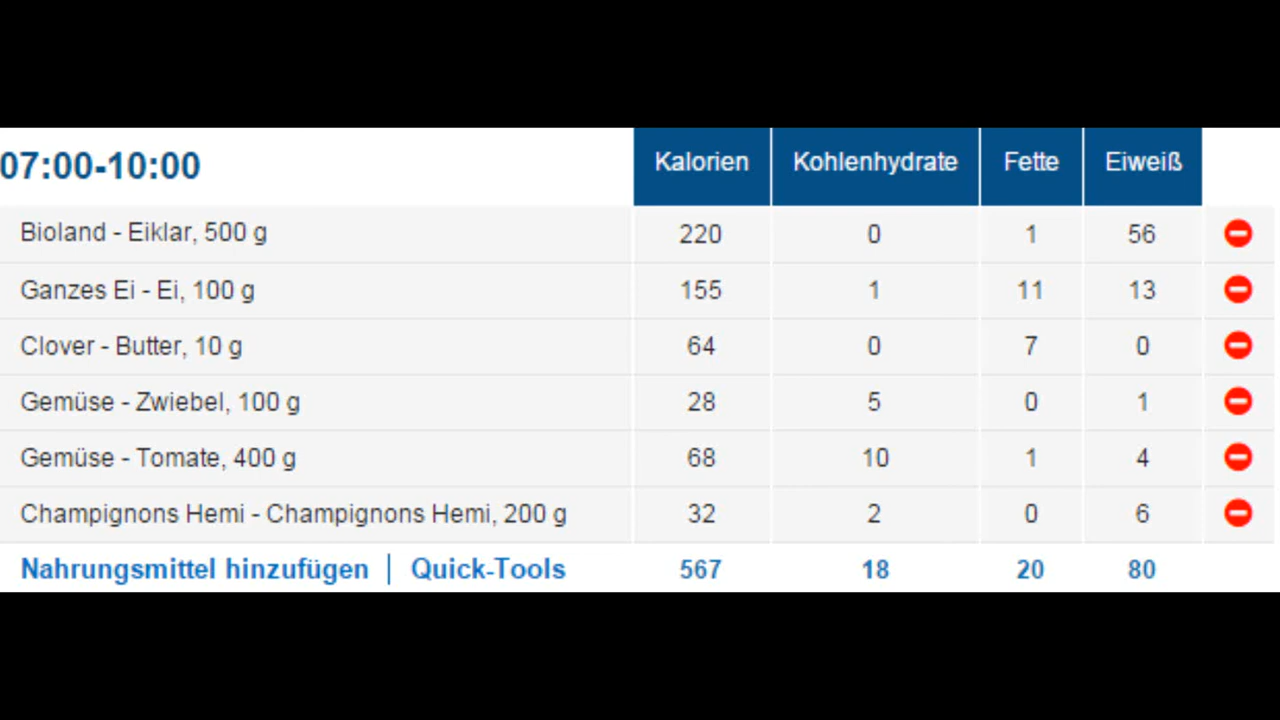 07:00-10:00 Kalorien Kohlenhydrate Fette Eiweiß
Bioland - Eiklar, 500 g 220 0 1 56
Ganzes Ei - Ei, 100 g 155 1 11 13
Clover - Butter, 10 g 64 0 7 0
Gemüse - Zwiebel, 100 g 28 5 0 1
Gemüse - Tomate, 400 g 68 10 1 4
Champignons Hemi - Champignons Hemi, 200 g 32 2 0 6
Nahrungsmittel hinzufügen | Quick-Tools 567 18 20 80